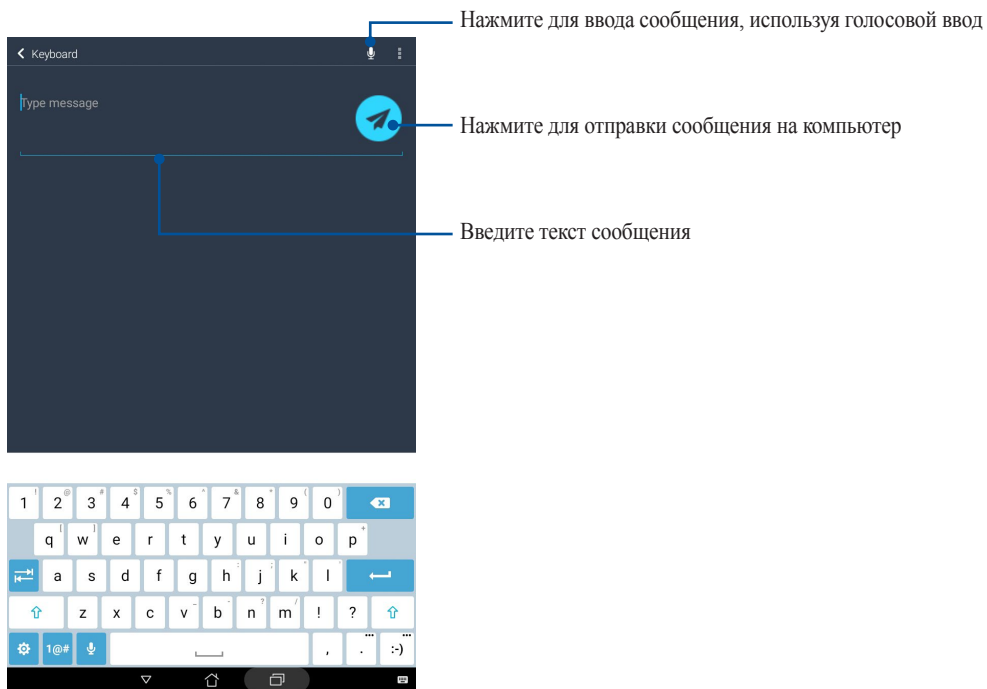 Нажмите для ввода сообщения, используя голосовой ввод
Keyboard
Type message
Нажмите для отправки сообщения на компьютер
Введите текст сообщения
1 ! 2 @ 3 # 4 $ 5 % 6 ^ 7 & 8 * 9 ( 0 )
q [ w ] e r t y u i o p +
a s d f g h : j ; k " l '
z x c v _ b - n ? m / ! ?
1@# , . ... :-) ...